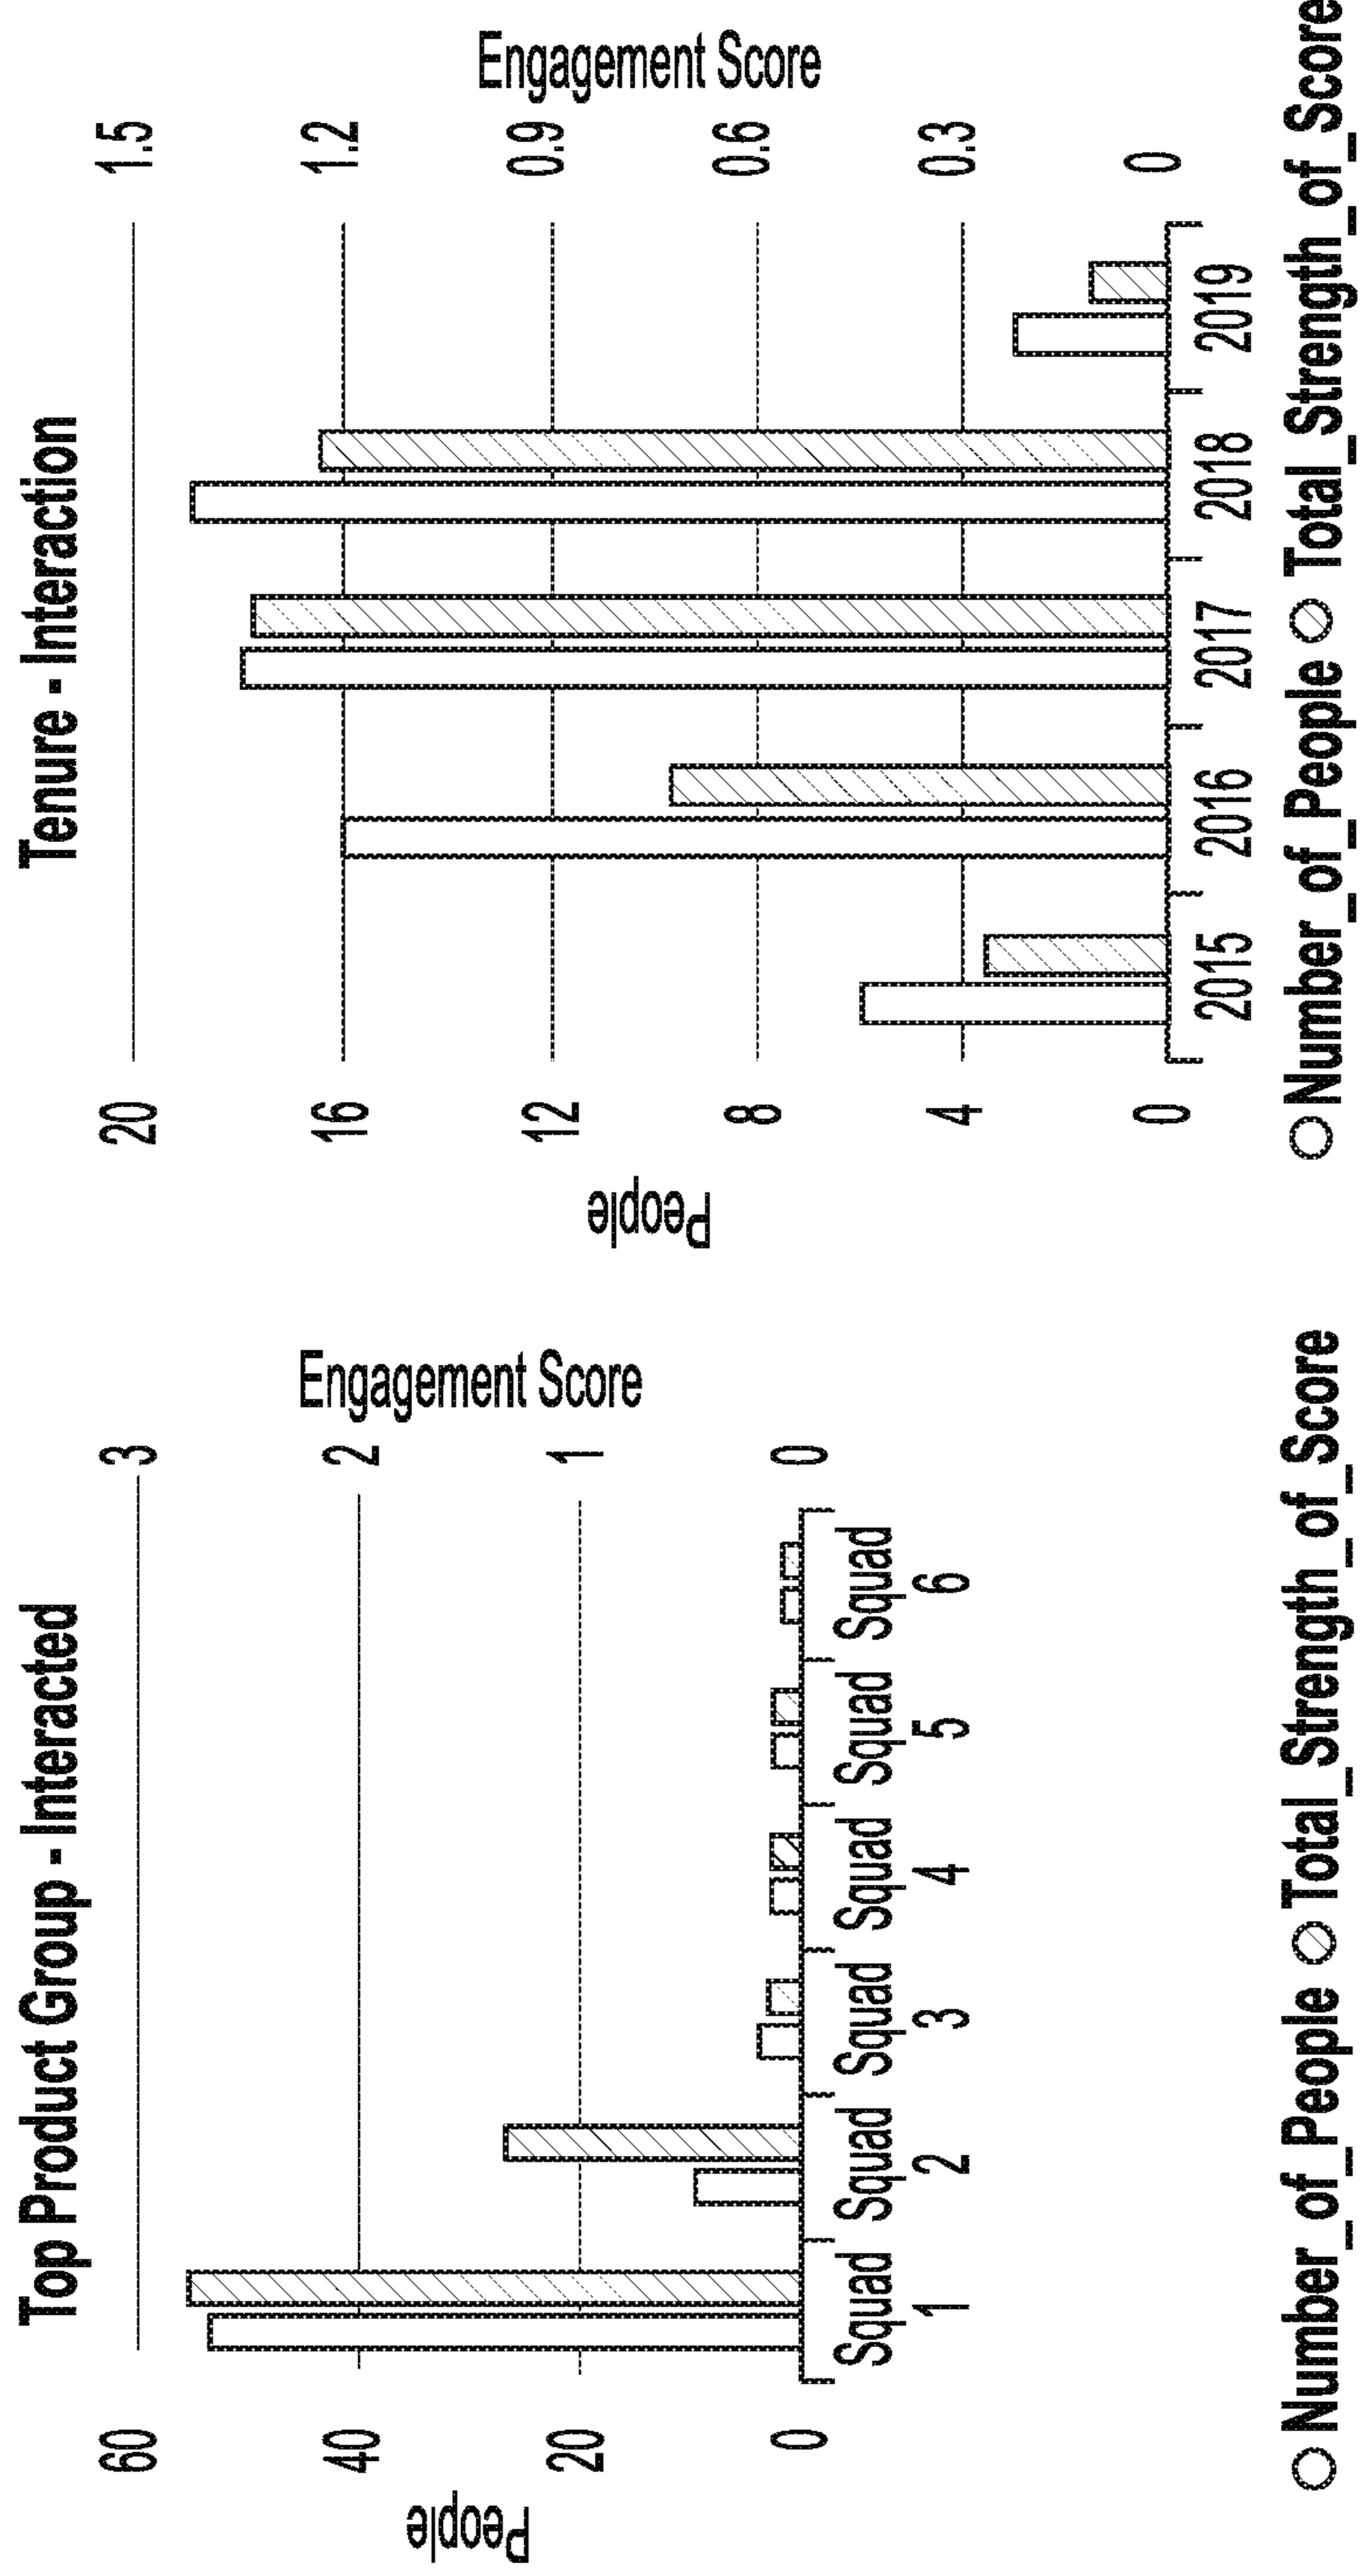 Top Product Group - Interacted
People
60
40
20
0
3
2
1
0
Engagement Score
Squad 1
Squad 2
Squad 3
Squad 4
Squad 5
Squad 6
Number_of_People Total_Strength_of_Score
Tenure - Interaction
People
20
16
12
8
4
0
1.5
1.2
0.9
0.6
0.3
0
Engagement Score
2015 2016 2017 2018 2019
Number_of_People Total_Strength_of_Score